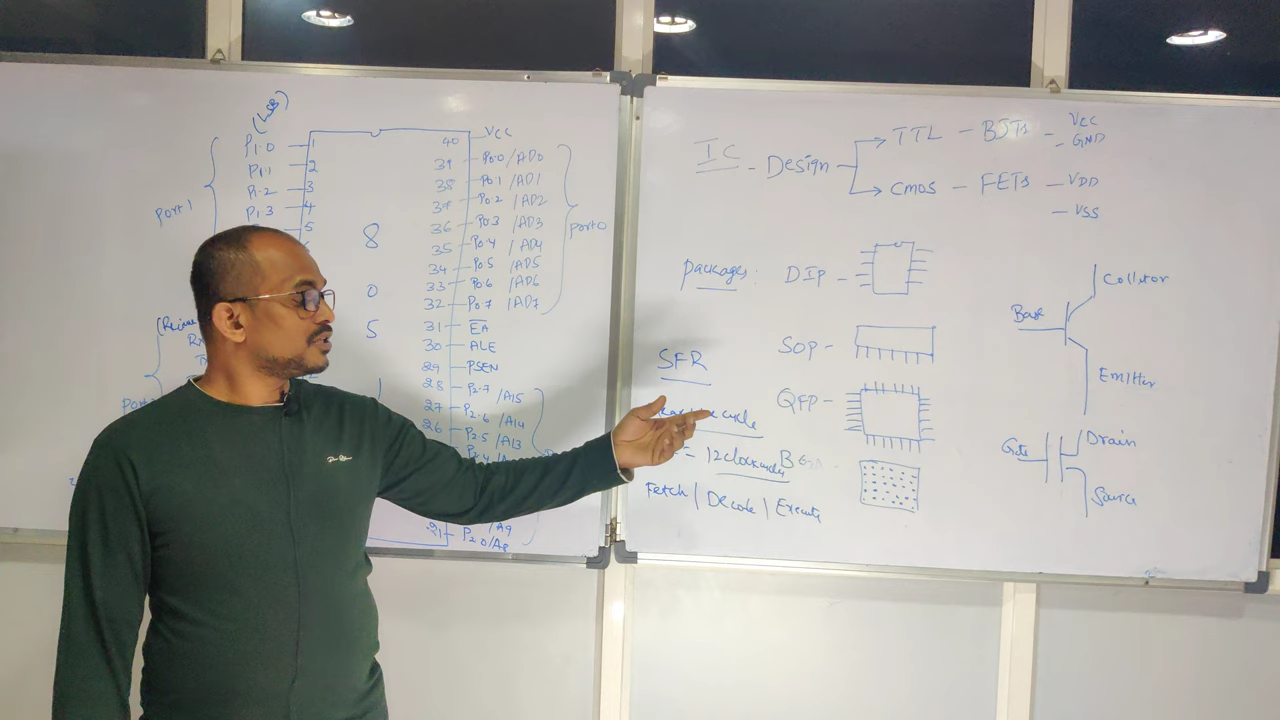 (LSB)
P1.0 1
P1.1 2
P1.2 3
P1.3 4
5
Port 1
8
0
5
1
40 VCC
39 P0.0/AD0
38 P0.1/AD1
37 P0.2/AD2
36 P0.3/AD3
35 P0.4/AD4
34 P0.5/AD5
33 P0.6/AD6
32 P0.7/AD7
Port 0
31 EA
30 ALE
29 PSEN
28 P2.7/A15
27 P2.6/A14
26 P2.5/A13
/A9
21 P2.0/A8
IC - Design
TTL - BJTs - VCC
- GND
CMOS - FETs - VDD
- VSS
packages: DIP -
SOP -
QFP -
SFR
cycle
= 12 clock cycles
Fetch | Decode | Execute
Collector
Base
Emitter
Gate
Drain
Source